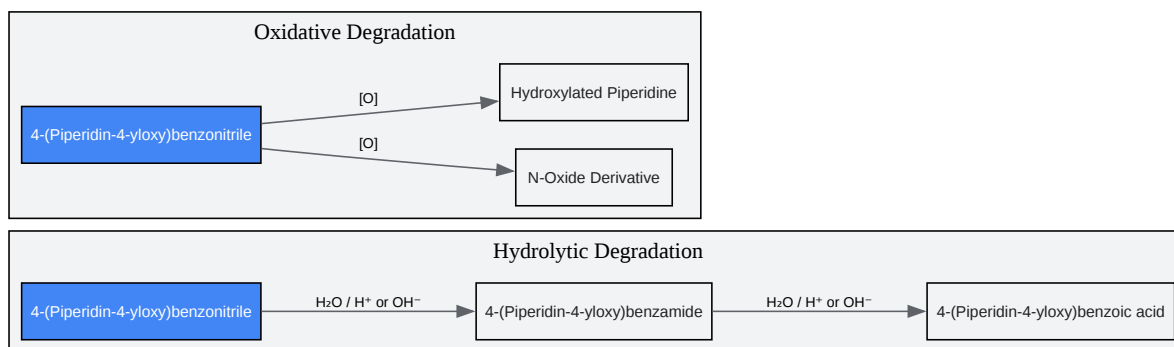 Oxidative Degradation
[O]
Hydroxylated Piperidine
4-(Piperidin-4-yloxy)benzonitrile
[O]
N-Oxide Derivative
Hydrolytic Degradation
4-(Piperidin-4-yloxy)benzonitrile
H₂O / H⁺ or OH⁻
4-(Piperidin-4-yloxy)benzamide
H₂O / H⁺ or OH⁻
4-(Piperidin-4-yloxy)benzoic acid